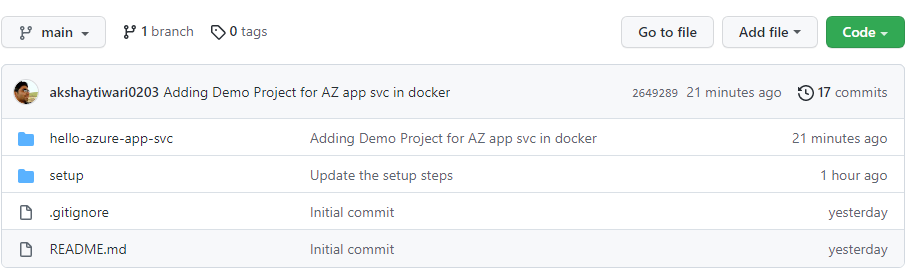 main 1 branch 0 tags Go to file Add file Code
akshaytiwari0203 Adding Demo Project for AZ app svc in docker 2649289 21 minutes ago 17 commits
hello-azure-app-svc Adding Demo Project for AZ app svc in docker 21 minutes ago
setup Update the setup steps 1 hour ago
.gitignore Initial commit yesterday
README.md Initial commit yesterday